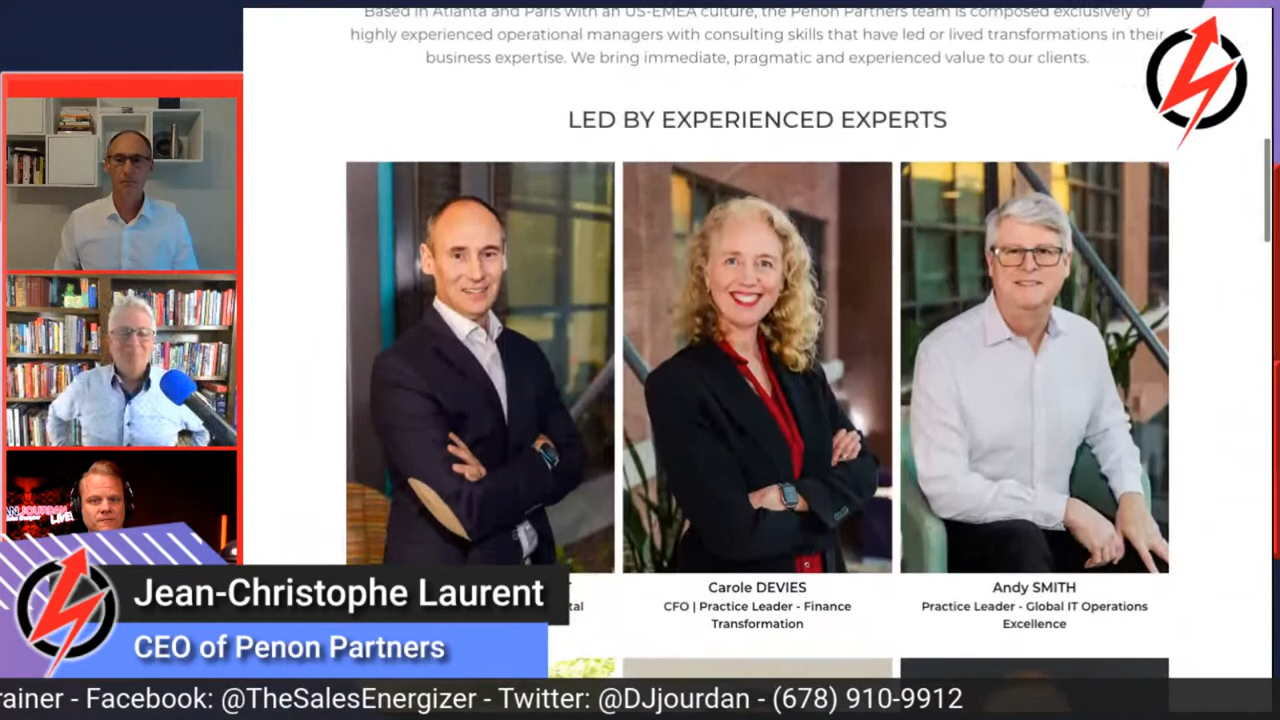 Based in Atlanta and Paris with an US-EMEA culture, the Penon Partners team is composed exclusively of
highly experienced operational managers with consulting skills that have led or lived transformations in their
business expertise. We bring immediate, pragmatic and experienced value to our clients.
LED BY EXPERIENCED EXPERTS
JOURDAN
LIVE!
Carole DEVIES
CFO | Practice Leader - Finance
Transformation
Andy SMITH
Practice Leader - Global IT Operations
Excellence
Jean-Christophe Laurent
CEO of Penon Partners
rainer - Facebook: @TheSalesEnergizer - Twitter: @DJjourdan - (678) 910-9912